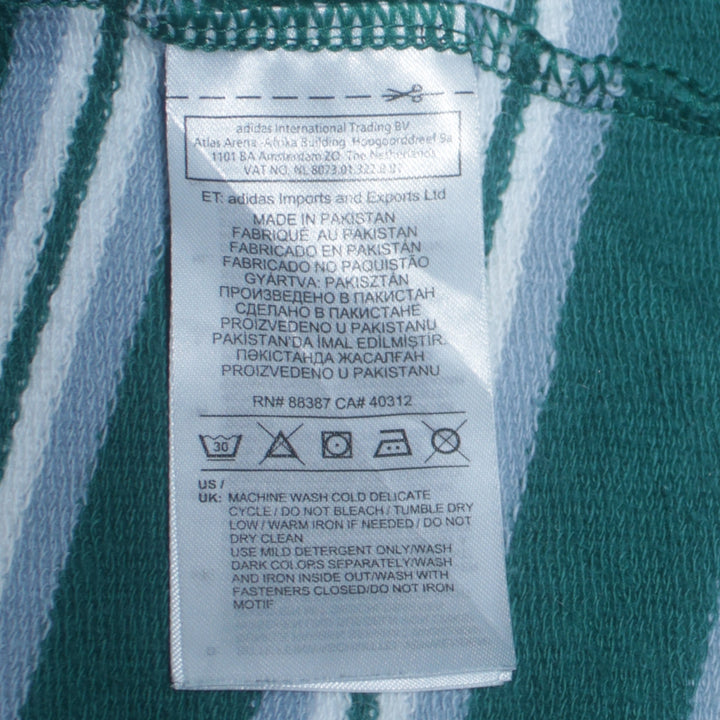 adidas International Trading BV
Atlas Arena - Afrika Building, Hoogoorddreef 9a
1101 BA Amsterdam ZO, The Netherlands
VAT NO. NL 8073.01.322.B.01
ET: adidas Imports and Exports Ltd
MADE IN PAKISTAN
FABRIQUÉ AU PAKISTAN
FABRICADO EN PAKISTÁN
FABRICADO NO PAQUISTÃO
GYÁRTVA: PAKISZTÁN
ПРОИЗВЕДЕНО В ПАКИСТАН
СДЕЛАНО В ПАКИСТАНЕ
PROIZVEDENO U PAKISTANU
PAKİSTAN'DA İMAL EDİLMİŞTİR.
ПӘКІСТАНДА ЖАСАЛҒАН
PROIZVEDENO U PAKISTANU
RN# 88387 CA# 40312
30
US /
UK: MACHINE WASH COLD DELICATE
CYCLE / DO NOT BLEACH / TUMBLE DRY
LOW / WARM IRON IF NEEDED / DO NOT
DRY CLEAN
USE MILD DETERGENT ONLY/WASH
DARK COLORS SEPARATELY/WASH
AND IRON INSIDE OUT/WASH WITH
FASTENERS CLOSED/DO NOT IRON
MOTIF